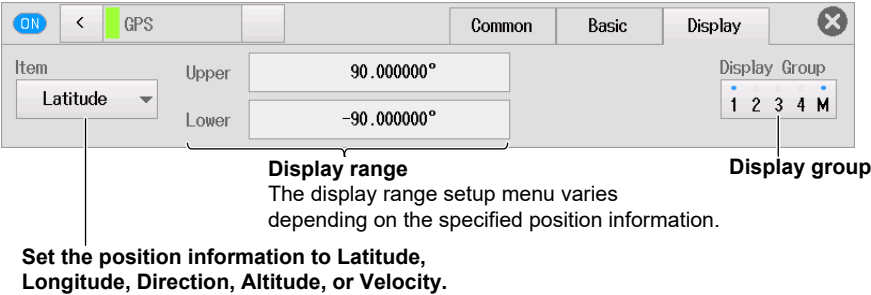 ON < GPS Common Basic Display
Item
Latitude
Upper 90.000000°
Lower -90.000000°
Display Group
1 2 3 4 M
Display range
The display range setup menu varies
depending on the specified position information.
Display group
Set the position information to Latitude,
Longitude, Direction, Altitude, or Velocity.